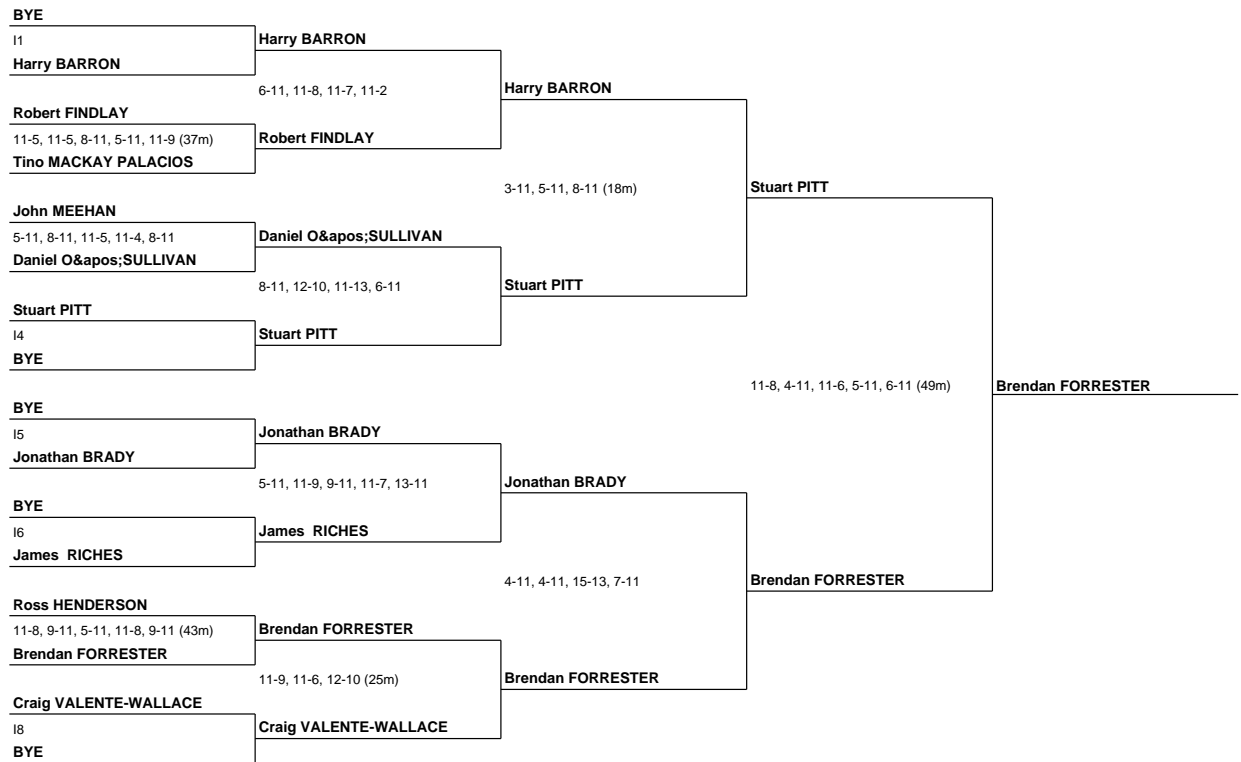 BYE
I1
Harry BARRON
Robert FINDLAY
11-5, 11-5, 8-11, 5-11, 11-9 (37m)
Tino MACKAY PALACIOS
John MEEHAN
5-11, 8-11, 11-5, 11-4, 8-11
Daniel O&apos;SULLIVAN
Stuart PITT
I4
BYE
BYE
I5
Jonathan BRADY
BYE
I6
James  RICHES
Ross HENDERSON
11-8, 9-11, 5-11, 11-8, 9-11 (43m)
Brendan FORRESTER
Craig VALENTE-WALLACE
I8
BYE
Harry BARRON
6-11, 11-8, 11-7, 11-2
Robert FINDLAY
Daniel O&apos;SULLIVAN
8-11, 12-10, 11-13, 6-11
Stuart PITT
Jonathan BRADY
5-11, 11-9, 9-11, 11-7, 13-11
James  RICHES
Brendan FORRESTER
11-9, 11-6, 12-10 (25m)
Craig VALENTE-WALLACE
Harry BARRON
3-11, 5-11, 8-11 (18m)
Stuart PITT
Jonathan BRADY
4-11, 4-11, 15-13, 7-11
Brendan FORRESTER
Stuart PITT
11-8, 4-11, 11-6, 5-11, 6-11 (49m)
Brendan FORRESTER
Brendan FORRESTER